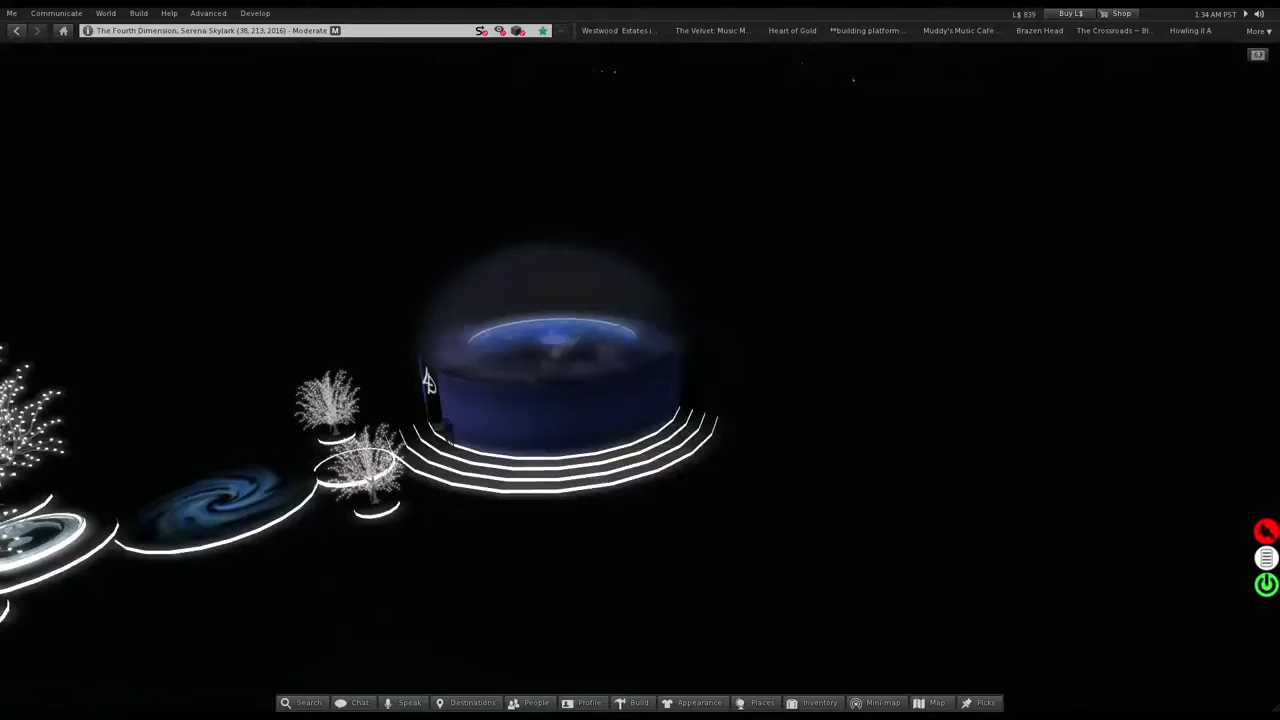 Me Communicate World Build Help Advanced Develop L$ 839 Buy L$ Shop 1:34 AM PST
The Fourth Dimension, Serena Skylark (38, 213, 2016) - Moderate M Westwood Estates i... The Velvet: Music M... Heart of Gold **building platform... Muddy's Music Cafe... Brazen Head The Crossroads ~ Bl... Howling II A More
63
Search Chat Speak Destinations People Profile Build Appearance Places Inventory Mini-map Map Picks